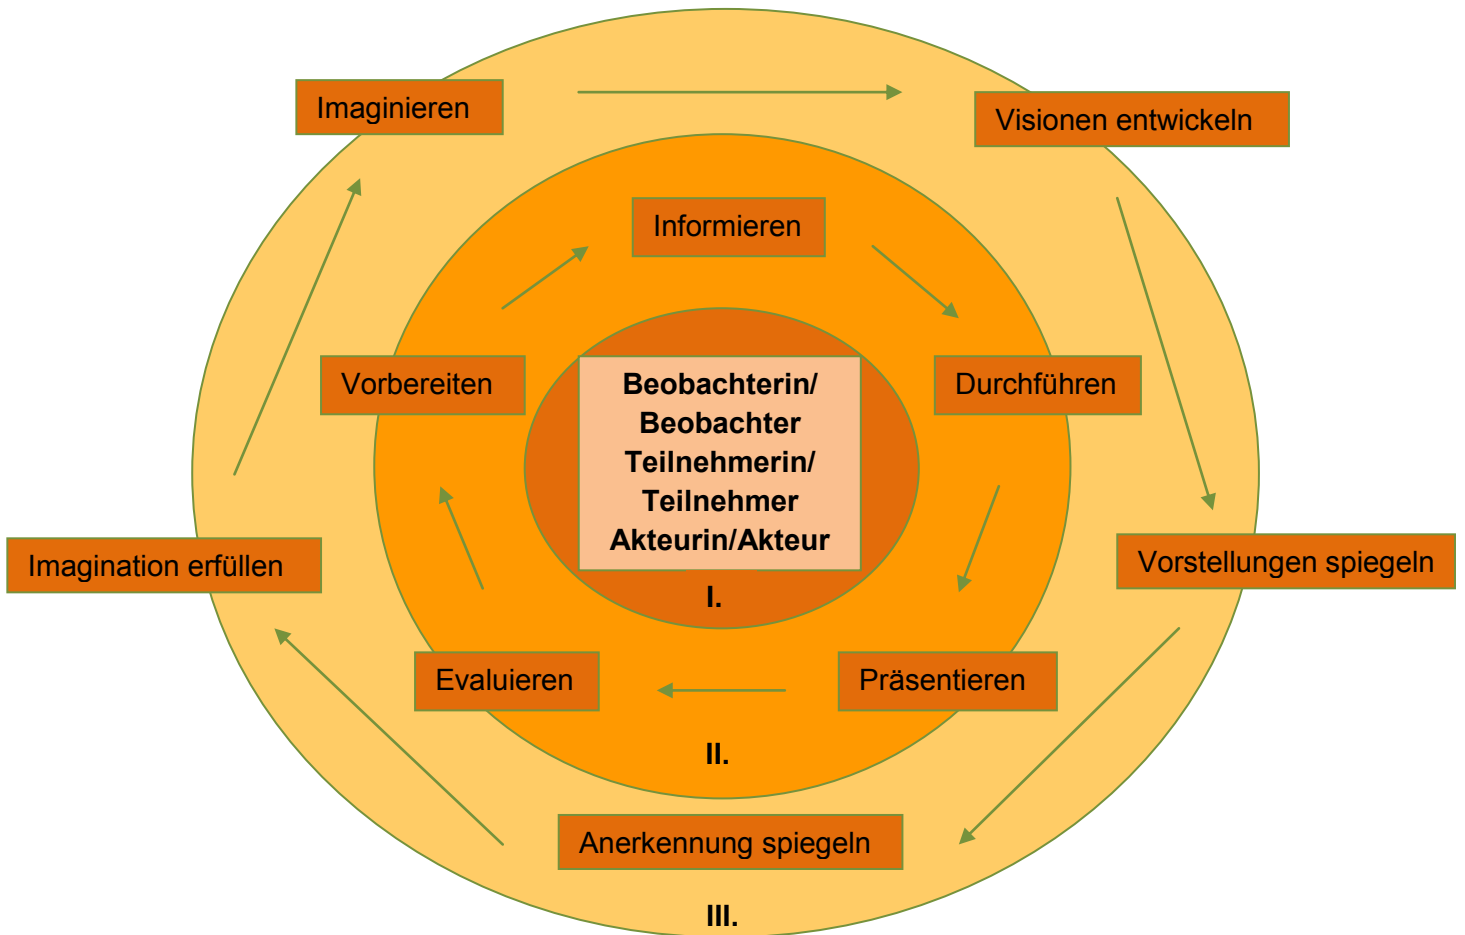 Imaginieren
Visionen entwickeln
Informieren
Vorbereiten
Durchführen
Beobachterin/
Beobachter
Teilnehmerin/
Teilnehmer
Akteurin/Akteur
I.
Imagination erfüllen
Vorstellungen spiegeln
Evaluieren
Präsentieren
II.
Anerkennung spiegeln
III.